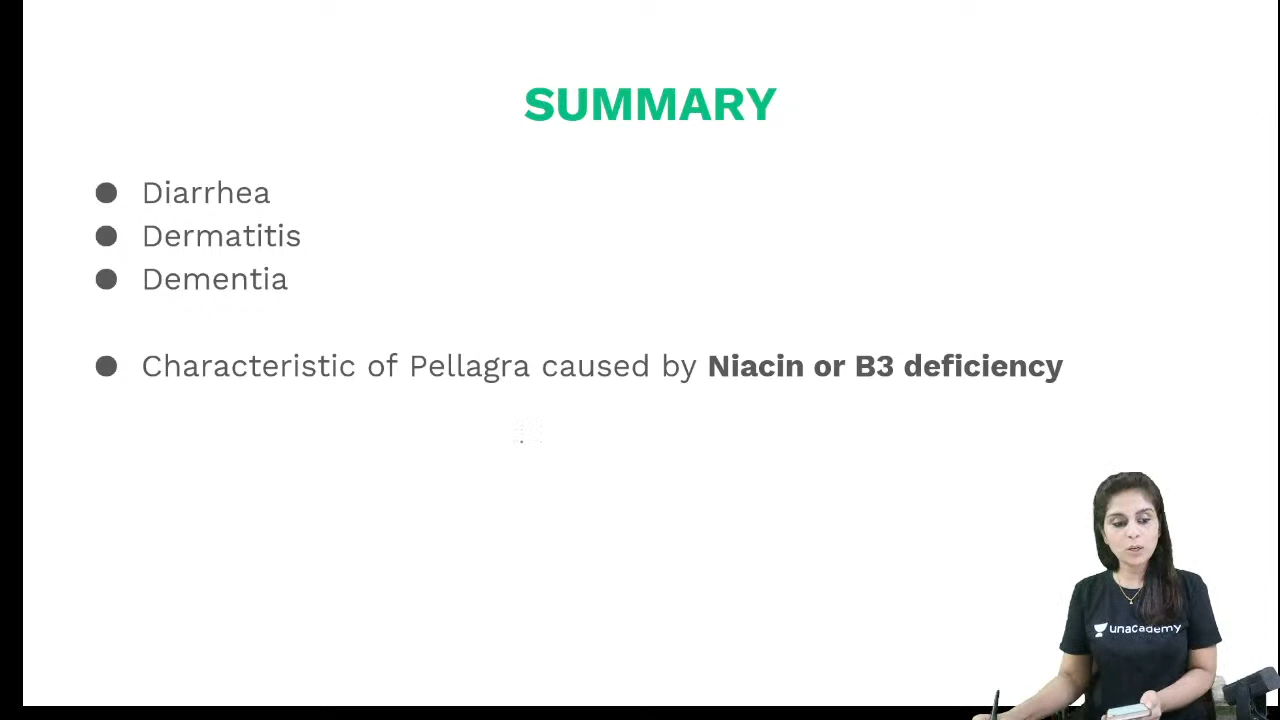 SUMMARY
● Diarrhea
● Dermatitis
● Dementia
● Characteristic of Pellagra caused by Niacin or B3 deficiency
unacademy